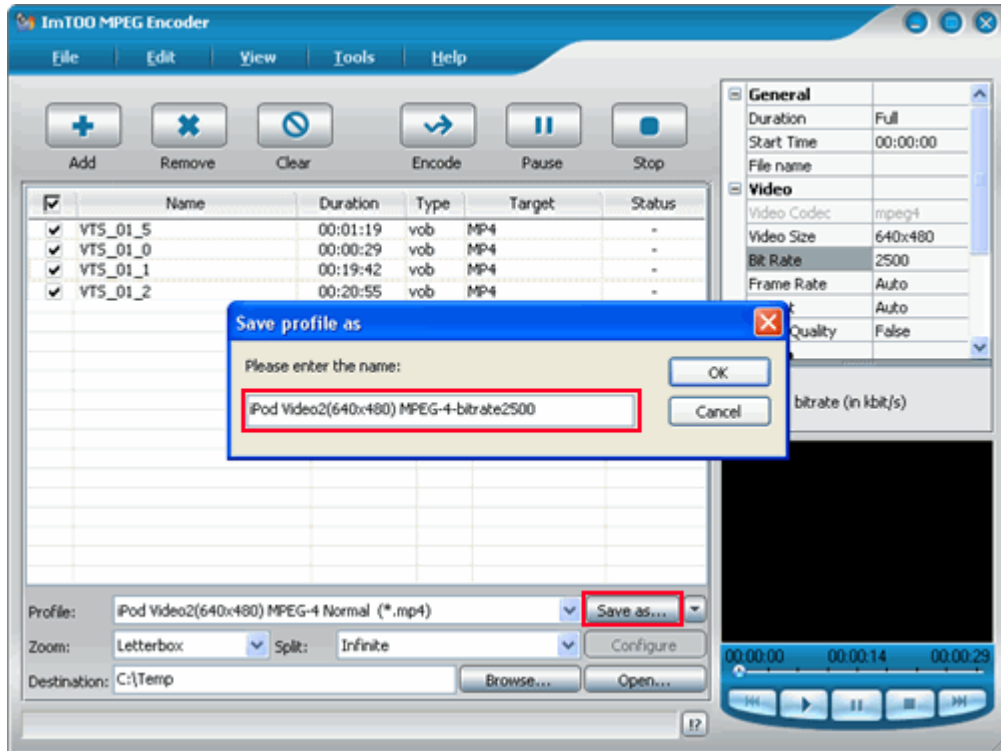 ImTOO MPEG Encoder
File Edit View Tools Help
Add Remove Clear Encode Pause Stop
Name Duration Type Target Status
VTS_01_5 00:01:19 vob MP4 -
VTS_01_0 00:00:29 vob MP4 -
VTS_01_1 00:19:42 vob MP4 -
VTS_01_2 00:20:55 vob MP4 -
General
Duration Full
Start Time 00:00:00
File name
Video
Video Codec mpeg4
Video Size 640x480
Bit Rate 2500
Frame Rate Auto
Auto
Quality False
bitrate (in kbit/s)
Save profile as
Please enter the name:
iPod Video2(640x480) MPEG-4-bitrate2500
OK
Cancel
Profile: iPod Video2(640x480) MPEG-4 Normal (*.mp4) Save as...
Zoom: Letterbox Split: Infinite Configure
Destination: C:\Temp Browse... Open...
00:00:00 00:00:14 00:00:29
!?